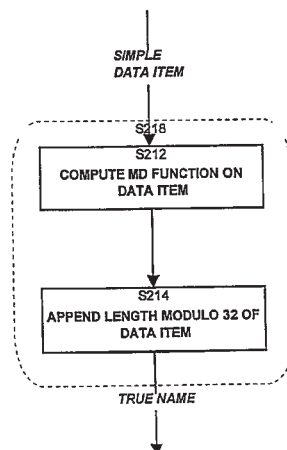 SIMPLE
DATA ITEM
S218
S212
COMPUTE MD FUNCTION ON
DATA ITEM
S214
APPEND LENGTH MODULO 32 OF
DATA ITEM
TRUE NAME